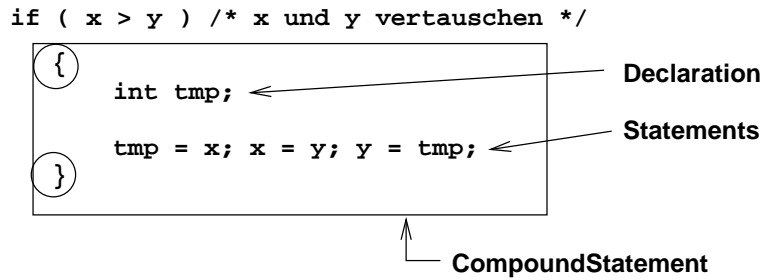 if ( x > y ) /* x und y vertauschen */
{
int tmp;
Declaration
tmp = x; x = y; y = tmp;
Statements
}
CompoundStatement